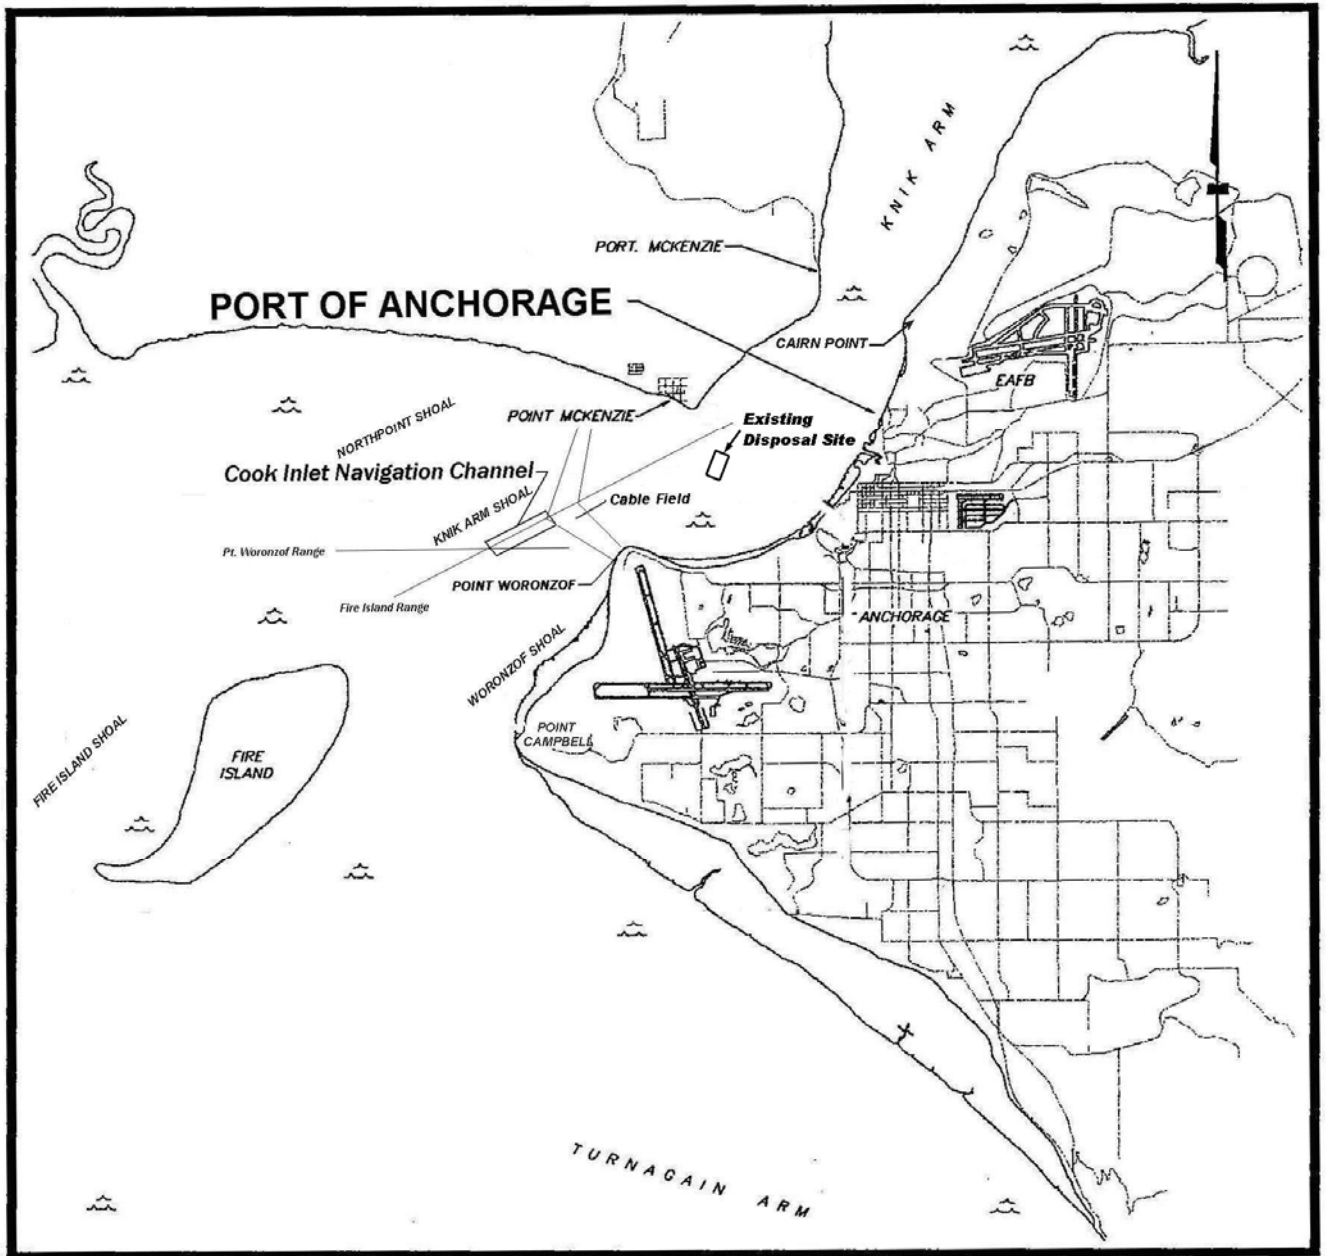 KNIK ARM
PORT. MCKENZIE
PORT OF ANCHORAGE
CAIRN POINT
EAFB
POINT MCKENZIE
NORTHPOINT SHOAL
Existing
Disposal Site
Cook Inlet Navigation Channel
KNIK ARM SHOAL
Cable Field
Pt. Woronzof Range
POINT WORONZOF
Fire Island Range
ANCHORAGE
WORONZOF SHOAL
POINT
CAMPBELL
FIRE ISLAND SHOAL
FIRE
ISLAND
TURNAGAIN ARM